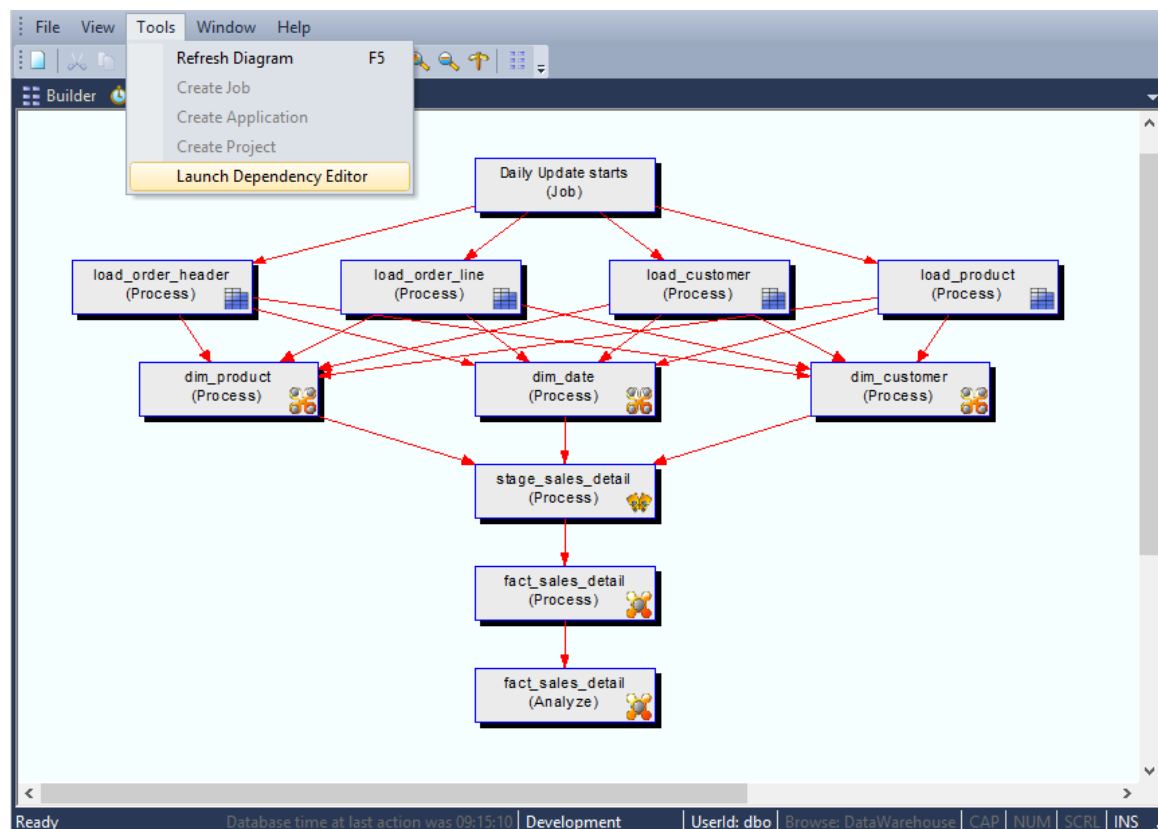 File View Tools Window Help
Refresh Diagram F5
Create Job
Create Application
Create Project
Launch Dependency Editor
Builder
Daily Update starts
(Job)
load_order_header
(Process)
load_order_line
(Process)
load_customer
(Process)
load_product
(Process)
dim_product
(Process)
dim_date
(Process)
dim_customer
(Process)
stage_sales_detail
(Process)
fact_sales_detail
(Process)
fact_sales_detail
(Analyze)
Ready Database time at last action was 09:15:10 Development UserId: dbo Browse: DataWarehouse CAP NUM SCRL INS